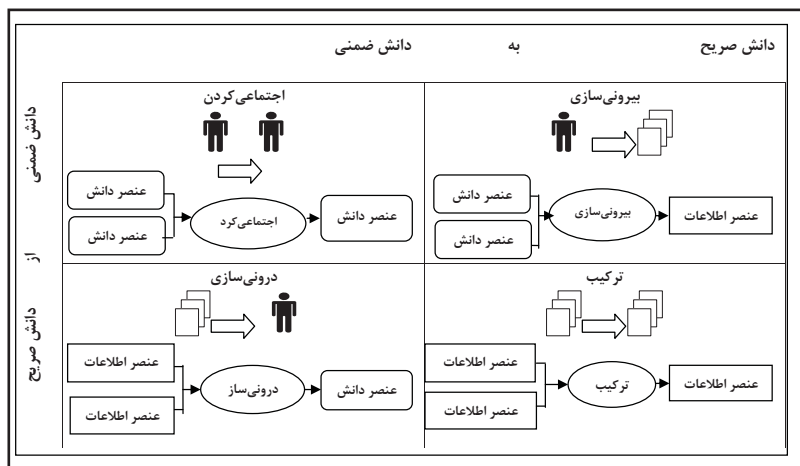 دانش صریح به دانش ضمنی
از
دانش ضمنی
دانش صریح
بیرونی‌سازی
عنصر دانش
عنصر دانش
بیرونی‌سازی
عنصر اطلاعات
اجتماعی‌کردن
عنصر دانش
عنصر دانش
اجتماعی‌کرد
عنصر دانش
ترکیب
عنصر اطلاعات
عنصر اطلاعات
ترکیب
عنصر اطلاعات
درونی‌سازی
عنصر اطلاعات
عنصر اطلاعات
درونی‌ساز
عنصر دانش